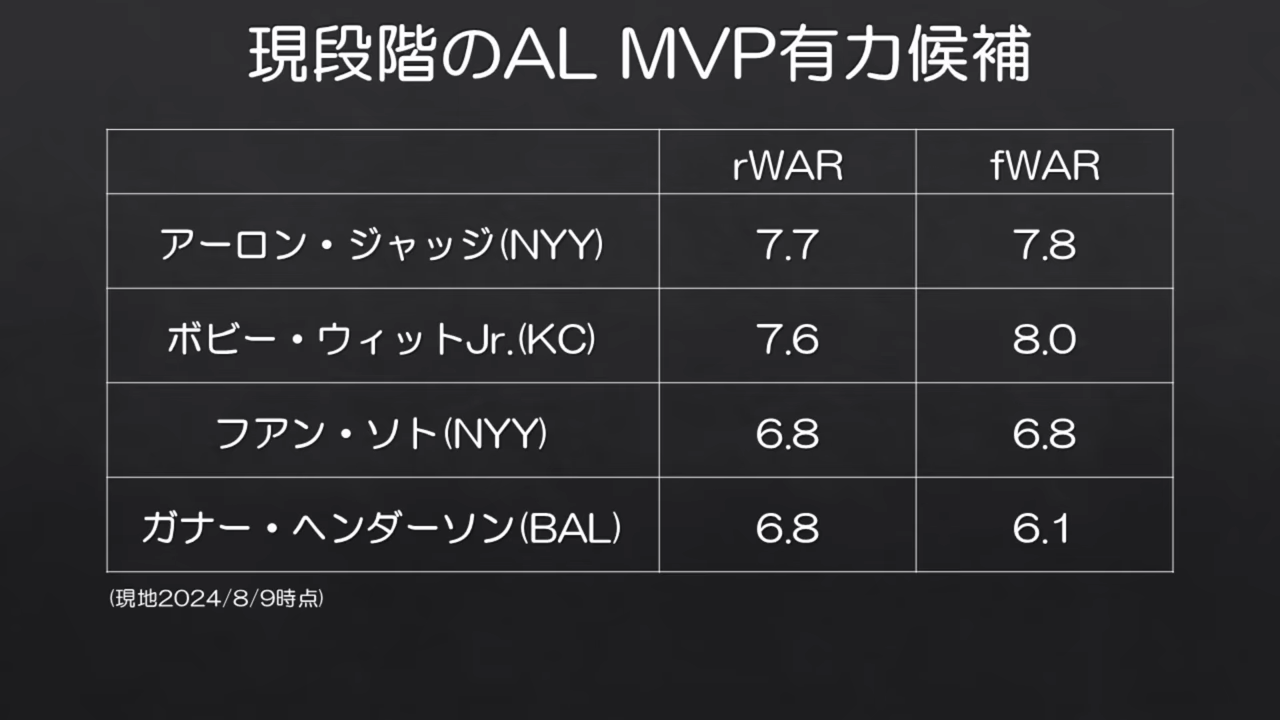 現段階のAL MVP有力候補
rWAR fWAR
アーロン・ジャッジ(NYY) 7.7 7.8
ボビー・ウィットJr.(KC) 7.6 8.0
フアン・ソト(NYY) 6.8 6.8
ガナー・ヘンダーソン(BAL) 6.8 6.1
(現地2024/8/9時点)